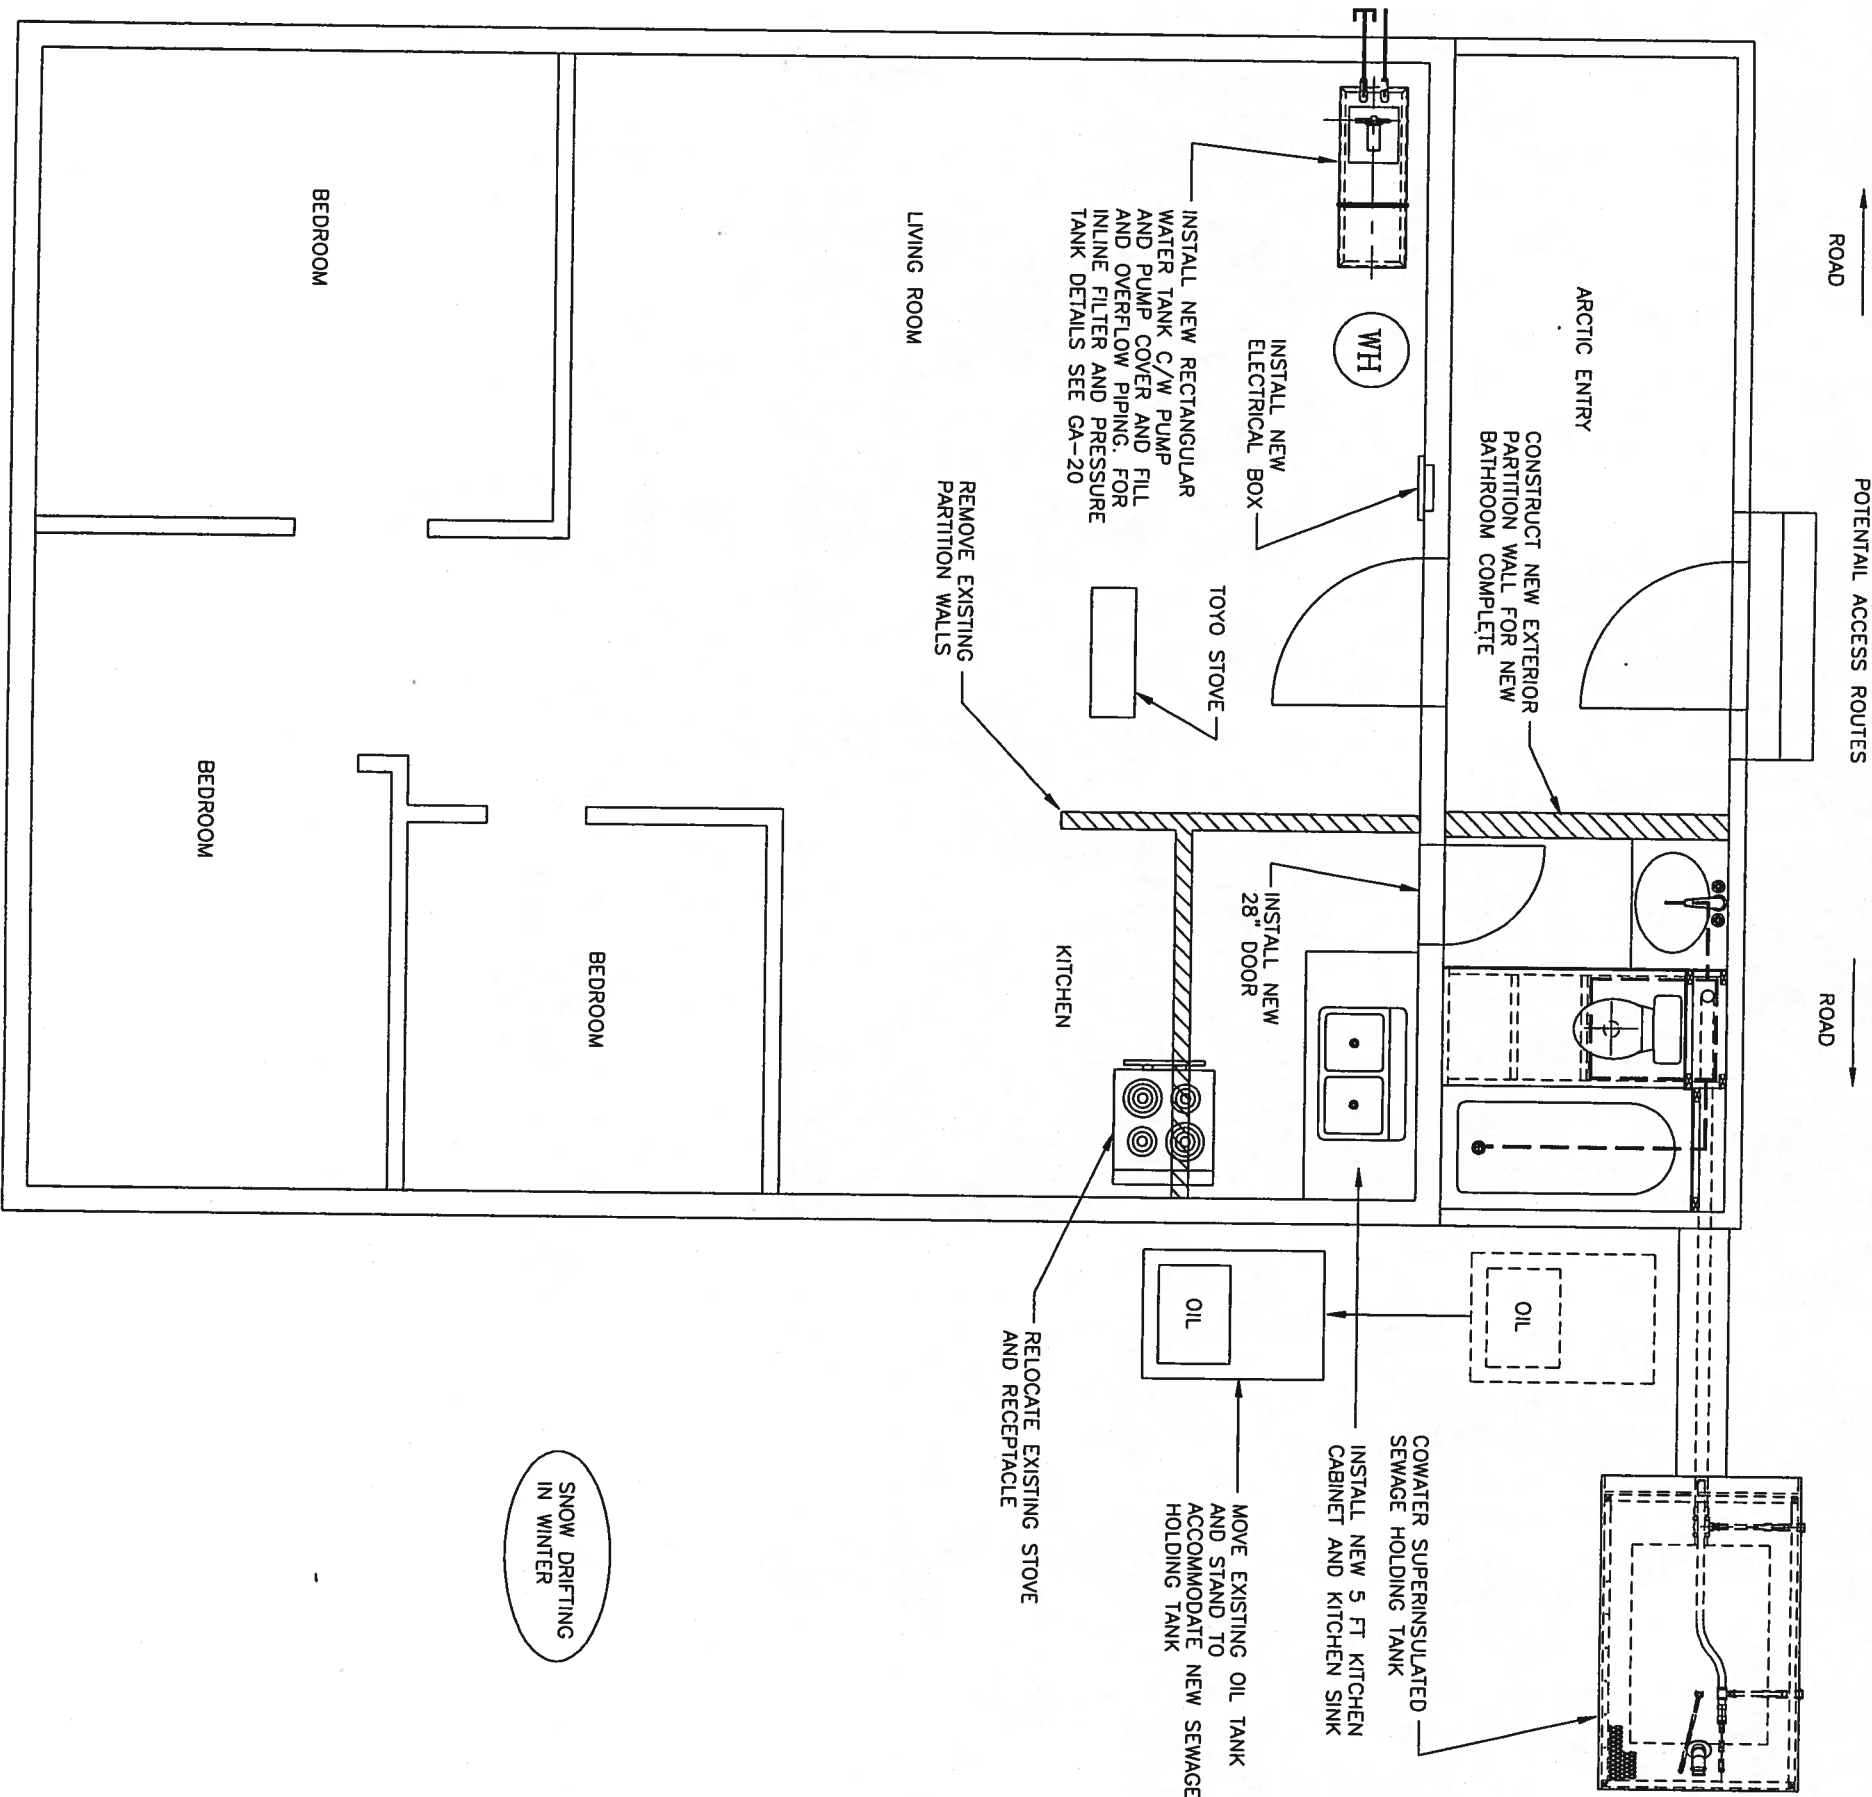 ROAD
POTENTAIL ACCESS ROUTES
ROAD
ARCTIC ENTRY
CONSTRUCT NEW EXTERIOR
PARTITION WALL FOR NEW
BATHROOM COMPLETE
WH
INSTALL NEW
ELECTRICAL BOX
INSTALL NEW RECTANGULAR
WATER TANK C/W PUMP
AND PUMP COVER AND FILL
AND OVERFLOW PIPING. FOR
INLINE FILTER AND PRESSURE
TANK DETAILS SEE GA-20
TOYO STOVE
INSTALL NEW
28" DOOR
OIL
OIL
COWATER SUPERINSULATED
SEWAGE HOLDING TANK
INSTALL NEW 5 FT KITCHEN
CABINET AND KITCHEN SINK
MOVE EXISTING OIL TANK
AND STAND TO
ACCOMMODATE NEW SEWAGE
HOLDING TANK
KITCHEN
RELOCATE EXISTING STOVE
AND RECEPTACLE
LIVING ROOM
REMOVE EXISTING
PARTITION WALLS
BEDROOM
BEDROOM
BEDROOM
SNOW DRIFTING
IN WINTER